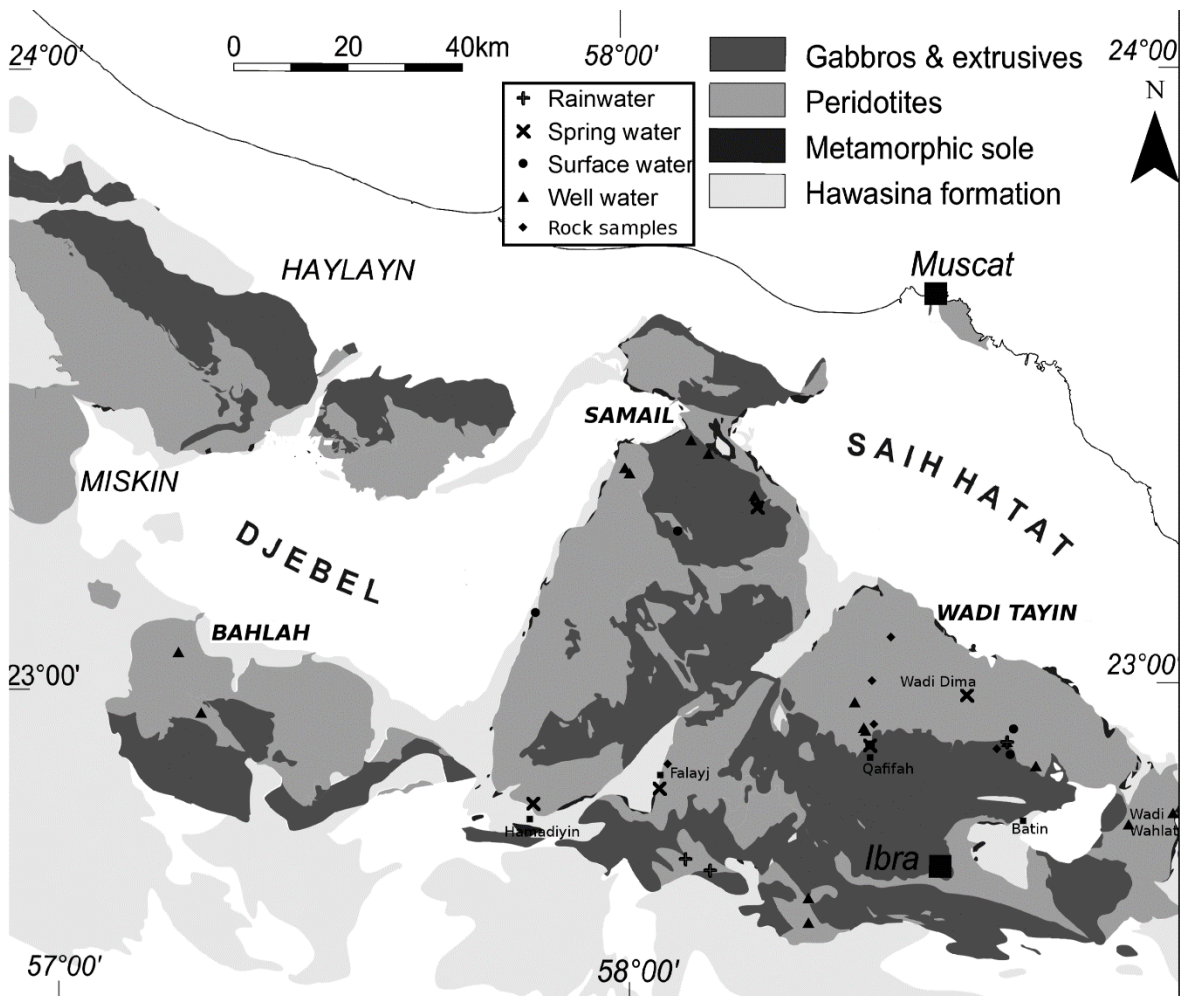 24°00'
0 20 40km
58°00'
24°00'
N
Gabbros & extrusives
Peridotites
Metamorphic sole
Hawasina formation
Rainwater
Spring water
Surface water
Well water
Rock samples
HAYLAYN
Muscat
SAMAIL
SAIH HATAT
MISKIN
DJEBEL
BAHLAH
WADI TAYIN
23°00'
23°00'
Wadi Dima
Qafifah
Falayj
Hamadiyin
Batin
Wadi
Wahlat
Ibra
57°00'
58°00'